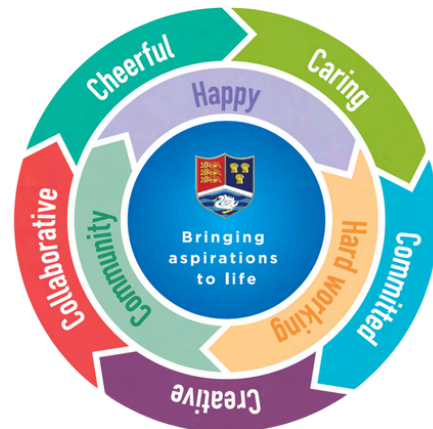 Cheerful
Caring
Committed
Creative
Collaborative
Happy
Hard working
Community
Bringing
aspirations
to life